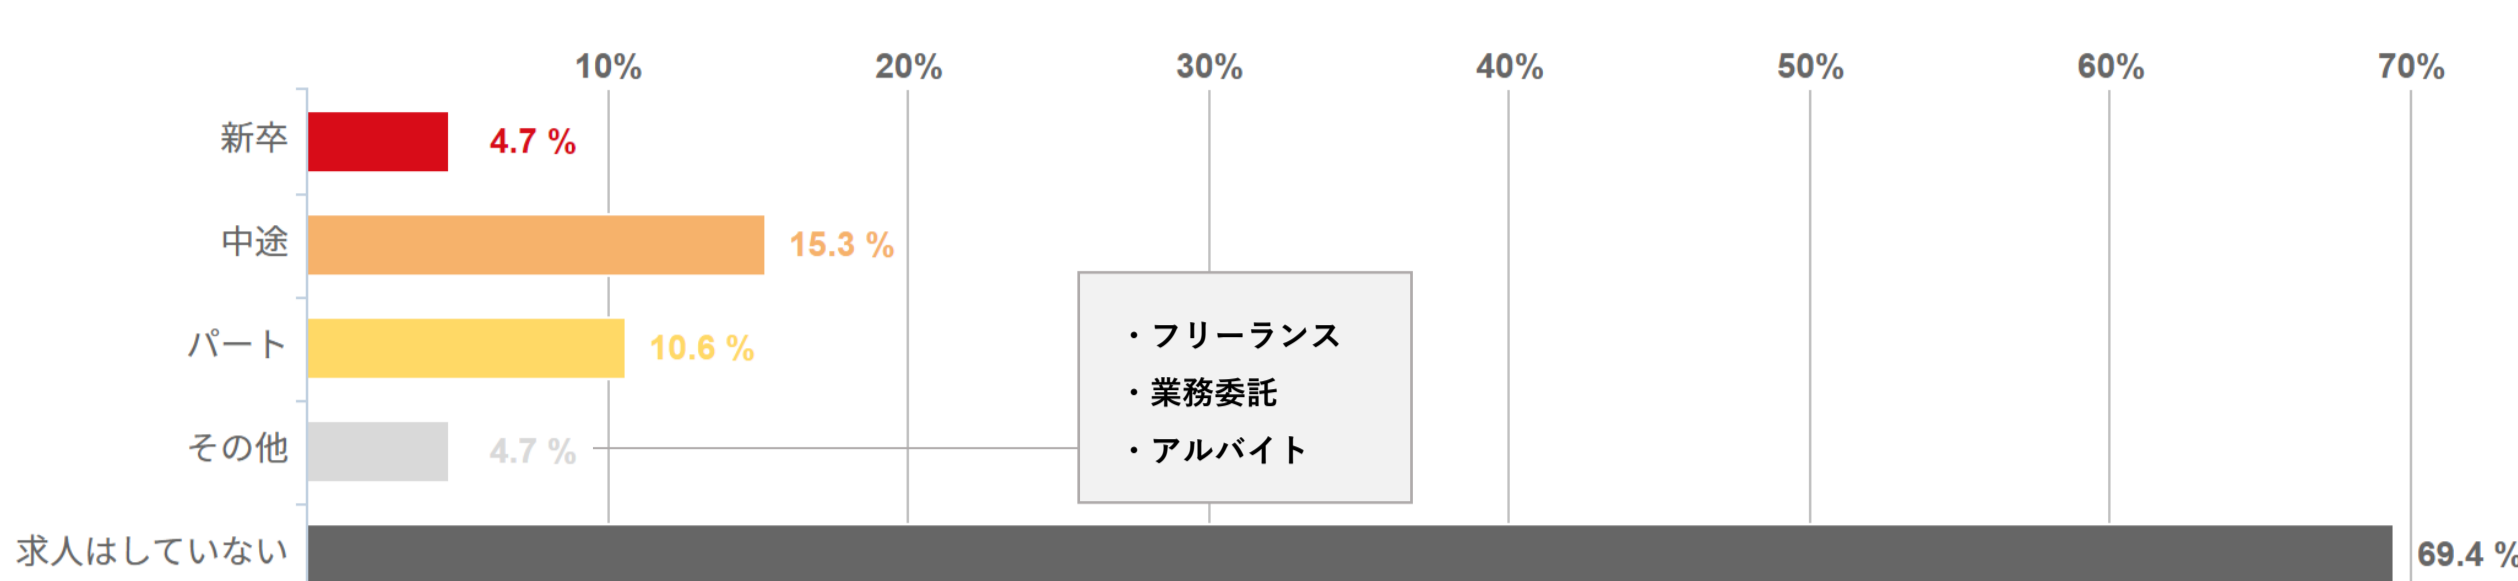 10% 20% 30% 40% 50% 60% 70%
新卒 4.7 %
中途 15.3 %
パート 10.6 %
・フリーランス
・業務委託
・アルバイト
その他 4.7 %
求人はしていない 69.4 %